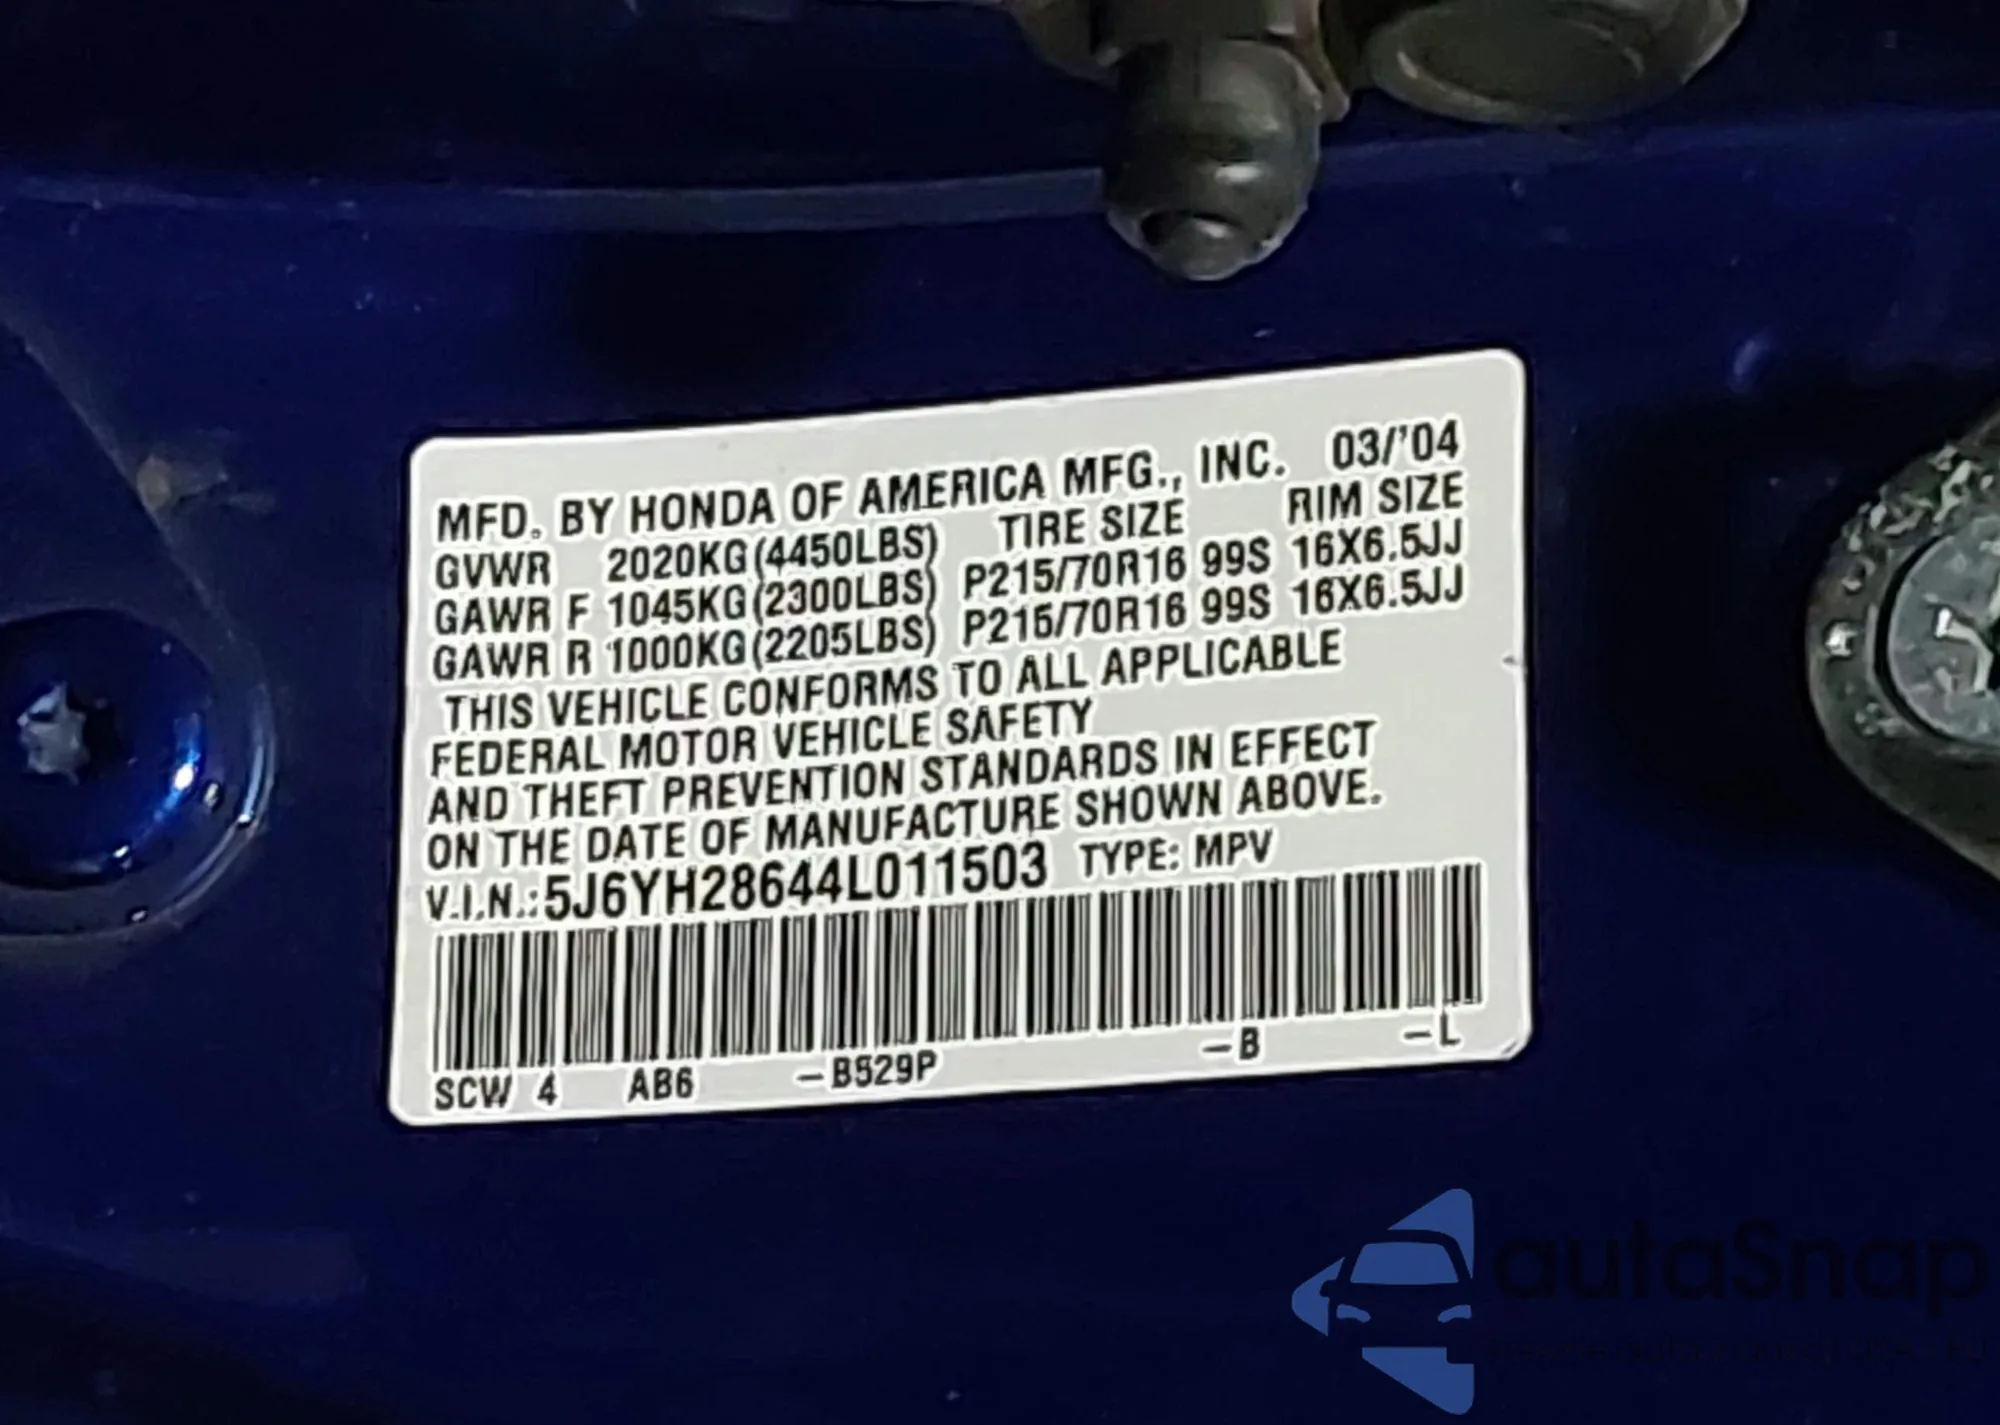 MFD. BY HONDA OF AMERICA MFG., INC. 03/'04
GVWR 2020KG(4450LBS) TIRE SIZE RIM SIZE
GAWR F 1045KG(2300LBS) P215/70R16 99S 16X6.5JJ
GAWR R 1000KG(2205LBS) P215/70R16 99S 16X6.5JJ
THIS VEHICLE CONFORMS TO ALL APPLICABLE
FEDERAL MOTOR VEHICLE SAFETY
AND THEFT PREVENTION STANDARDS IN EFFECT
ON THE DATE OF MANUFACTURE SHOWN ABOVE.
V.I.N.: 5J6YH28644L011503 TYPE: MPV
SCW 4 AB6 –B529P –B –L
autaSnap